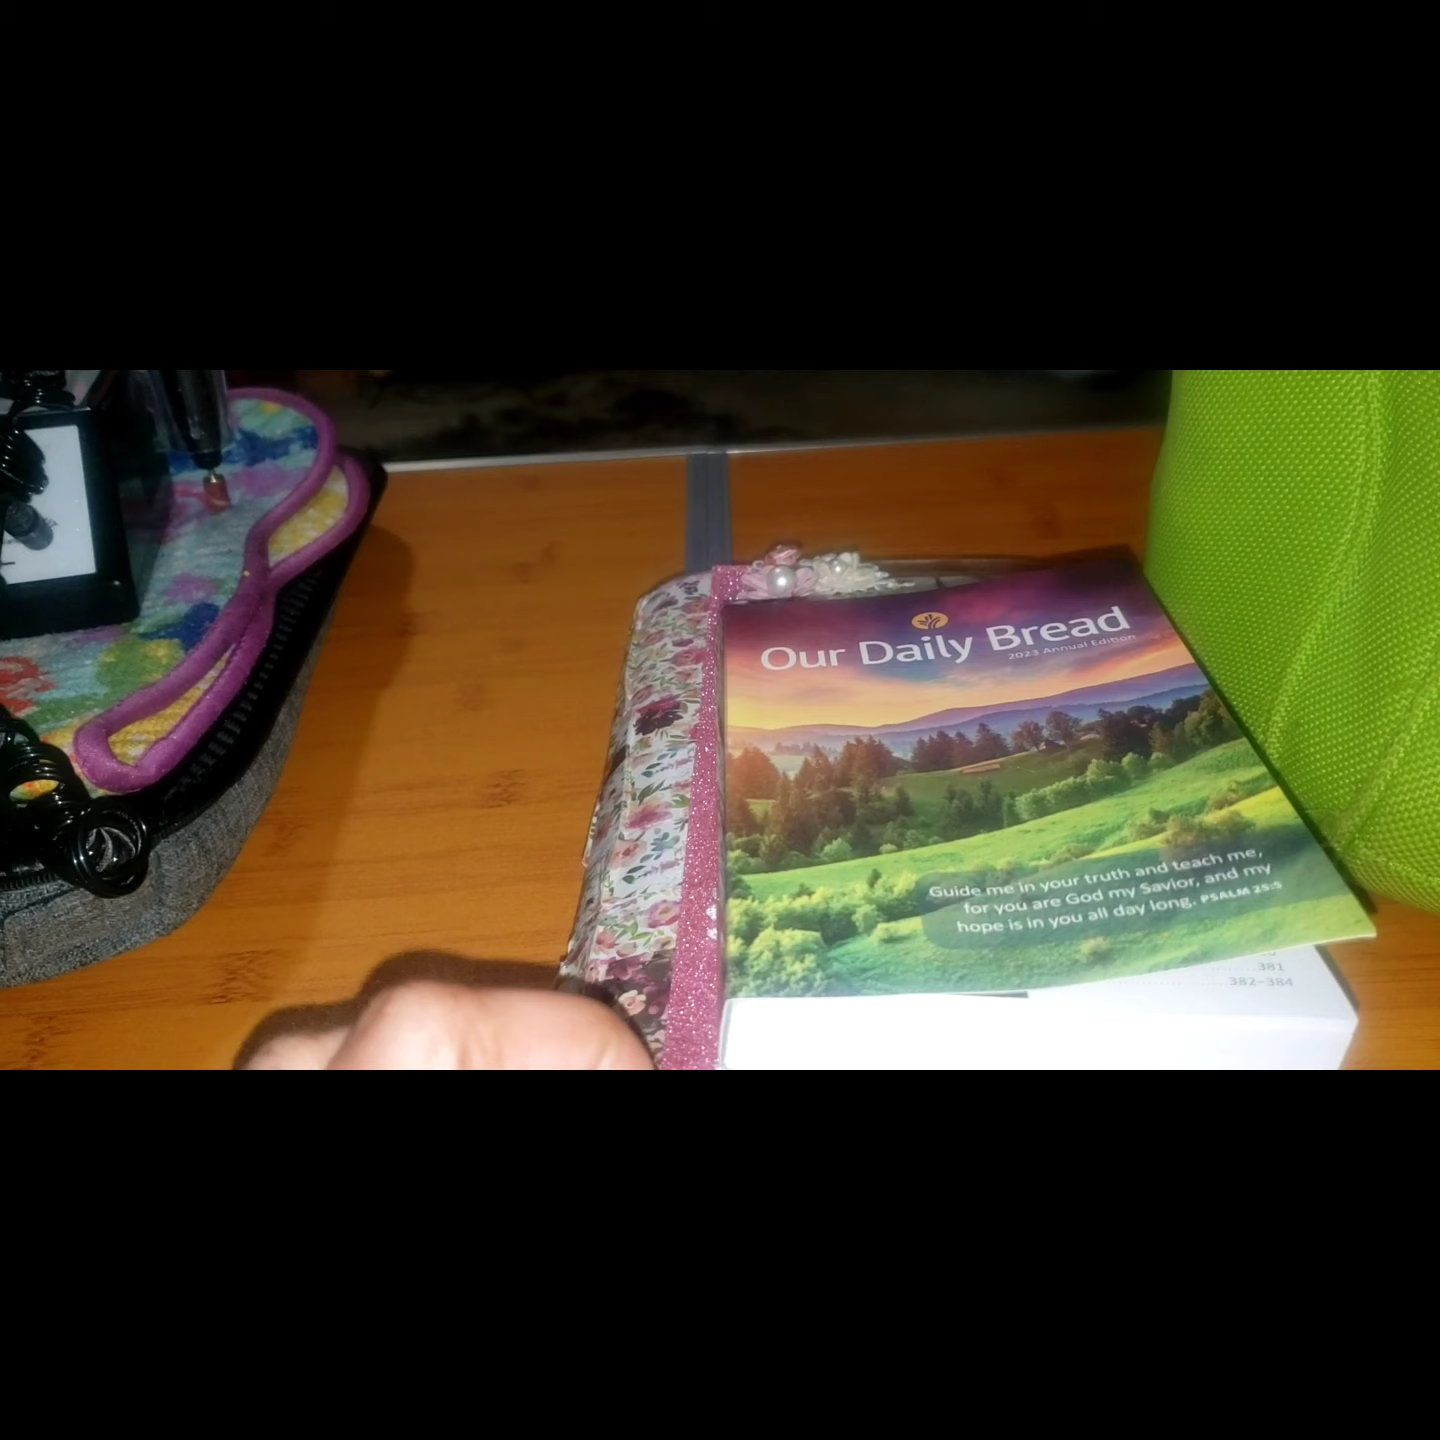 Our Daily Bread
2023 Annual Edition
Guide me in your truth and teach me,
for you are God my Savior, and my
hope is in you all day long. PSALM 25:5
381
382–384